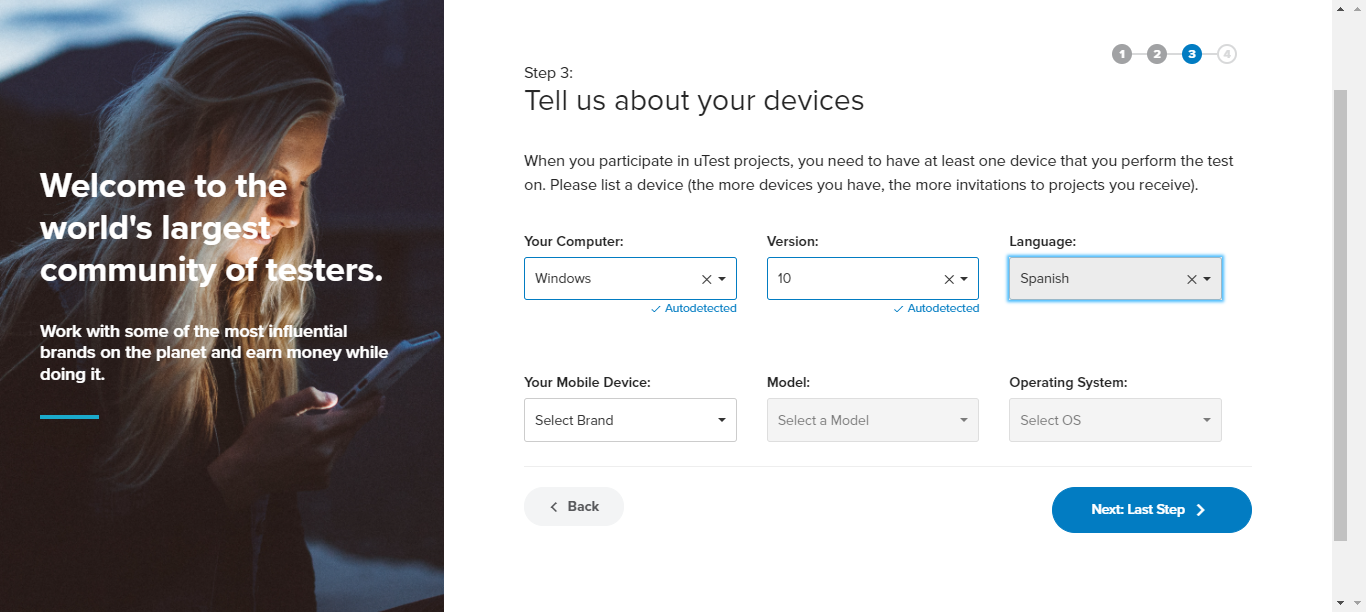 Welcome to the
world's largest
community of testers.
Work with some of the most influential
brands on the planet and earn money while
doing it.
1 2 3 4
Step 3:
Tell us about your devices
When you participate in uTest projects, you need to have at least one device that you perform the test
on. Please list a device (the more devices you have, the more invitations to projects you receive).
Your Computer: Version: Language:
Windows 10 Spanish
Autodetected Autodetected
Your Mobile Device: Model: Operating System:
Select Brand Select a Model Select OS
Back Next: Last Step